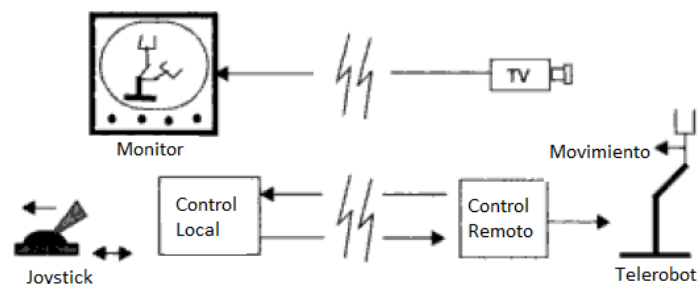 TV
Monitor
Movimiento
Control
Local
Control
Remoto
Joystick
Telerobot